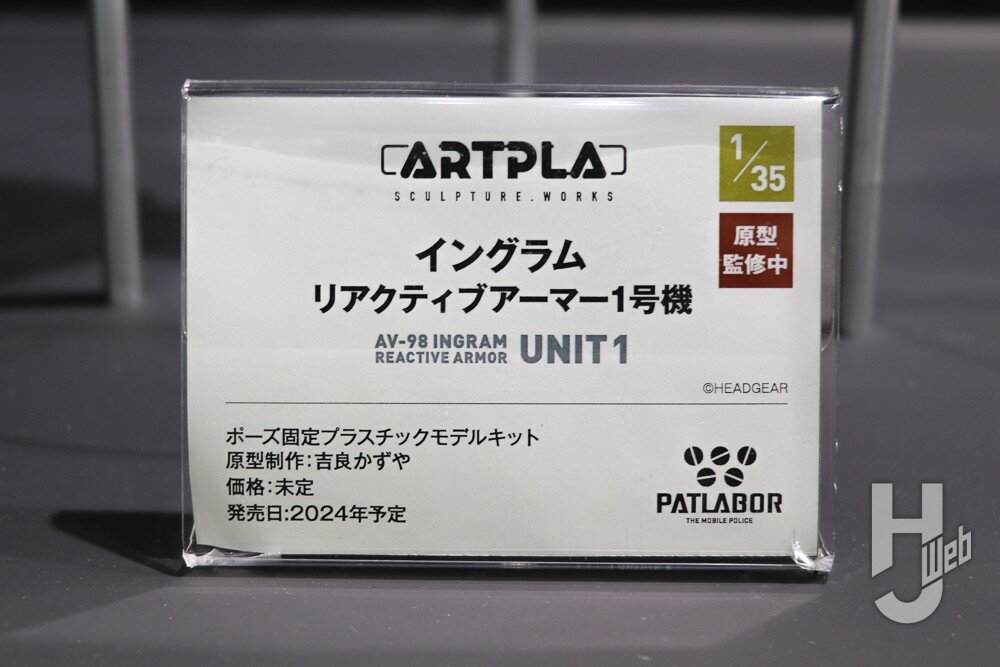 ARTPLA
SCULPTURE.WORKS
1/35
原型
監修中
イングラム
リアクティブアーマー1号機
AV-98 INGRAM
REACTIVE ARMOR UNIT 1
©HEADGEAR
ポーズ固定プラスチックモデルキット
原型制作:吉良かずや
価格:未定
発売日:2024年予定
PATLABOR
THE MOBILE POLICE
HJ Web